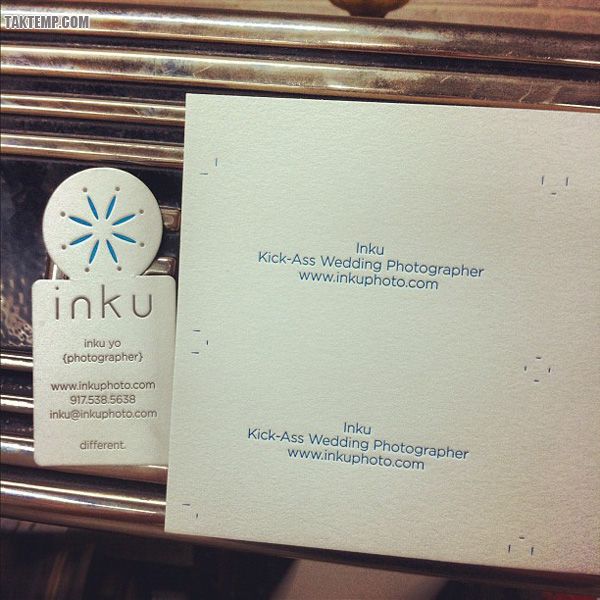 TAKTEMP.COM
inku
inku yo
{photographer}
www.inkuphoto.com
917.538.5638
inku@inkuphoto.com
different.
Inku
Kick-Ass Wedding Photographer
www.inkuphoto.com
Inku
Kick-Ass Wedding Photographer
www.inkuphoto.com